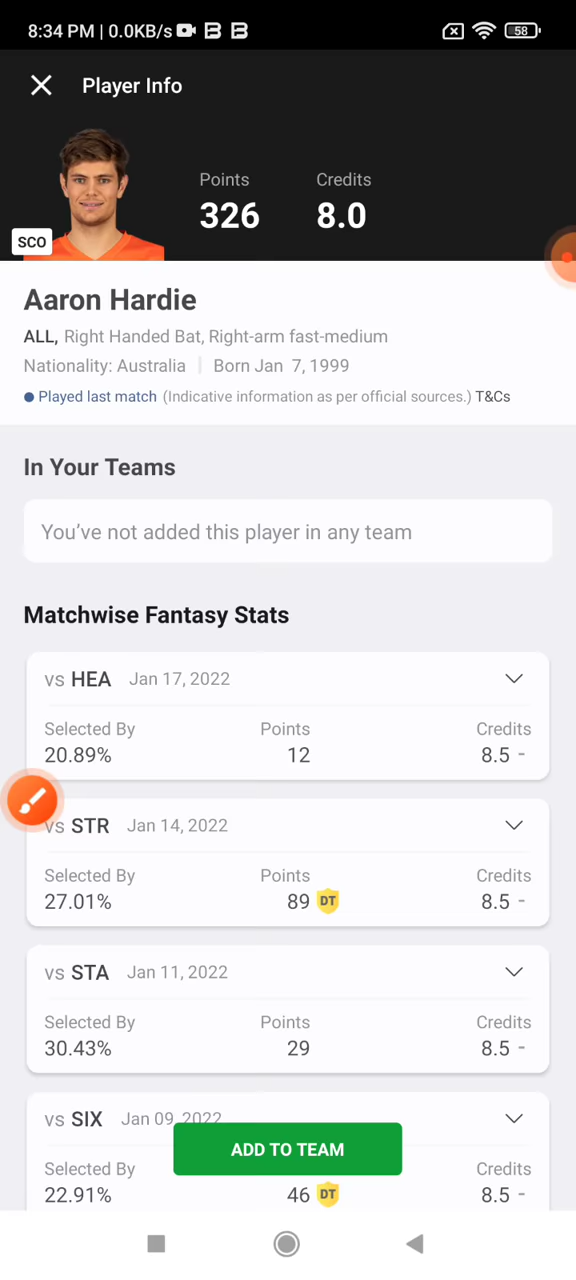 8:34 PM | 0.0KB/s
58
Player Info
Points
Credits
326
8.0
SCO
Aaron Hardie
ALL, Right Handed Bat, Right-arm fast-medium
Nationality: Australia | Born Jan 7, 1999
Played last match (Indicative information as per official sources.) T&Cs
In Your Teams
You've not added this player in any team
Matchwise Fantasy Stats
vs HEA Jan 17, 2022
Selected By Points Credits
20.89% 12 8.5 -
vs STR Jan 14, 2022
Selected By Points Credits
27.01% 89 DT 8.5 -
vs STA Jan 11, 2022
Selected By Points Credits
30.43% 29 8.5 -
vs SIX Jan 09, 2022
ADD TO TEAM
Selected By Credits
22.91% 46 DT 8.5 -